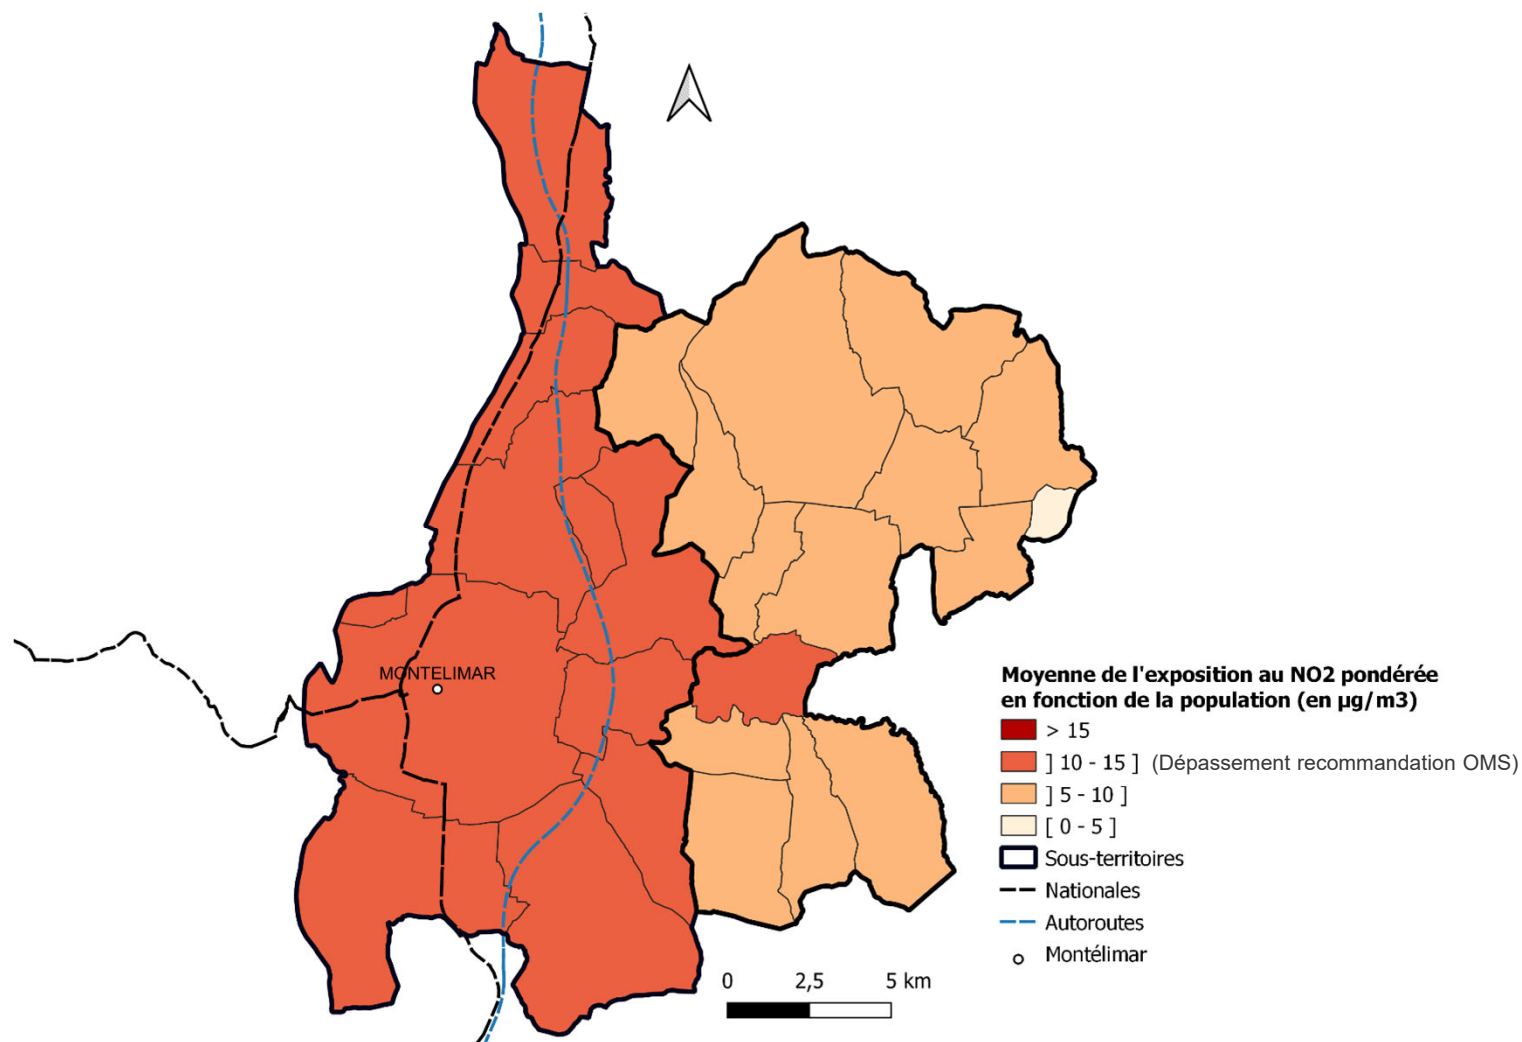 MONTELIMAR
Moyenne de l'exposition au NO2 pondérée
en fonction de la population (en µg/m3)
> 15
] 10 - 15 ] (Dépassement recommandation OMS)
] 5 - 10 ]
[ 0 - 5 ]
Sous-territoires
Nationales
Autoroutes
Montélimar
0 2,5 5 km